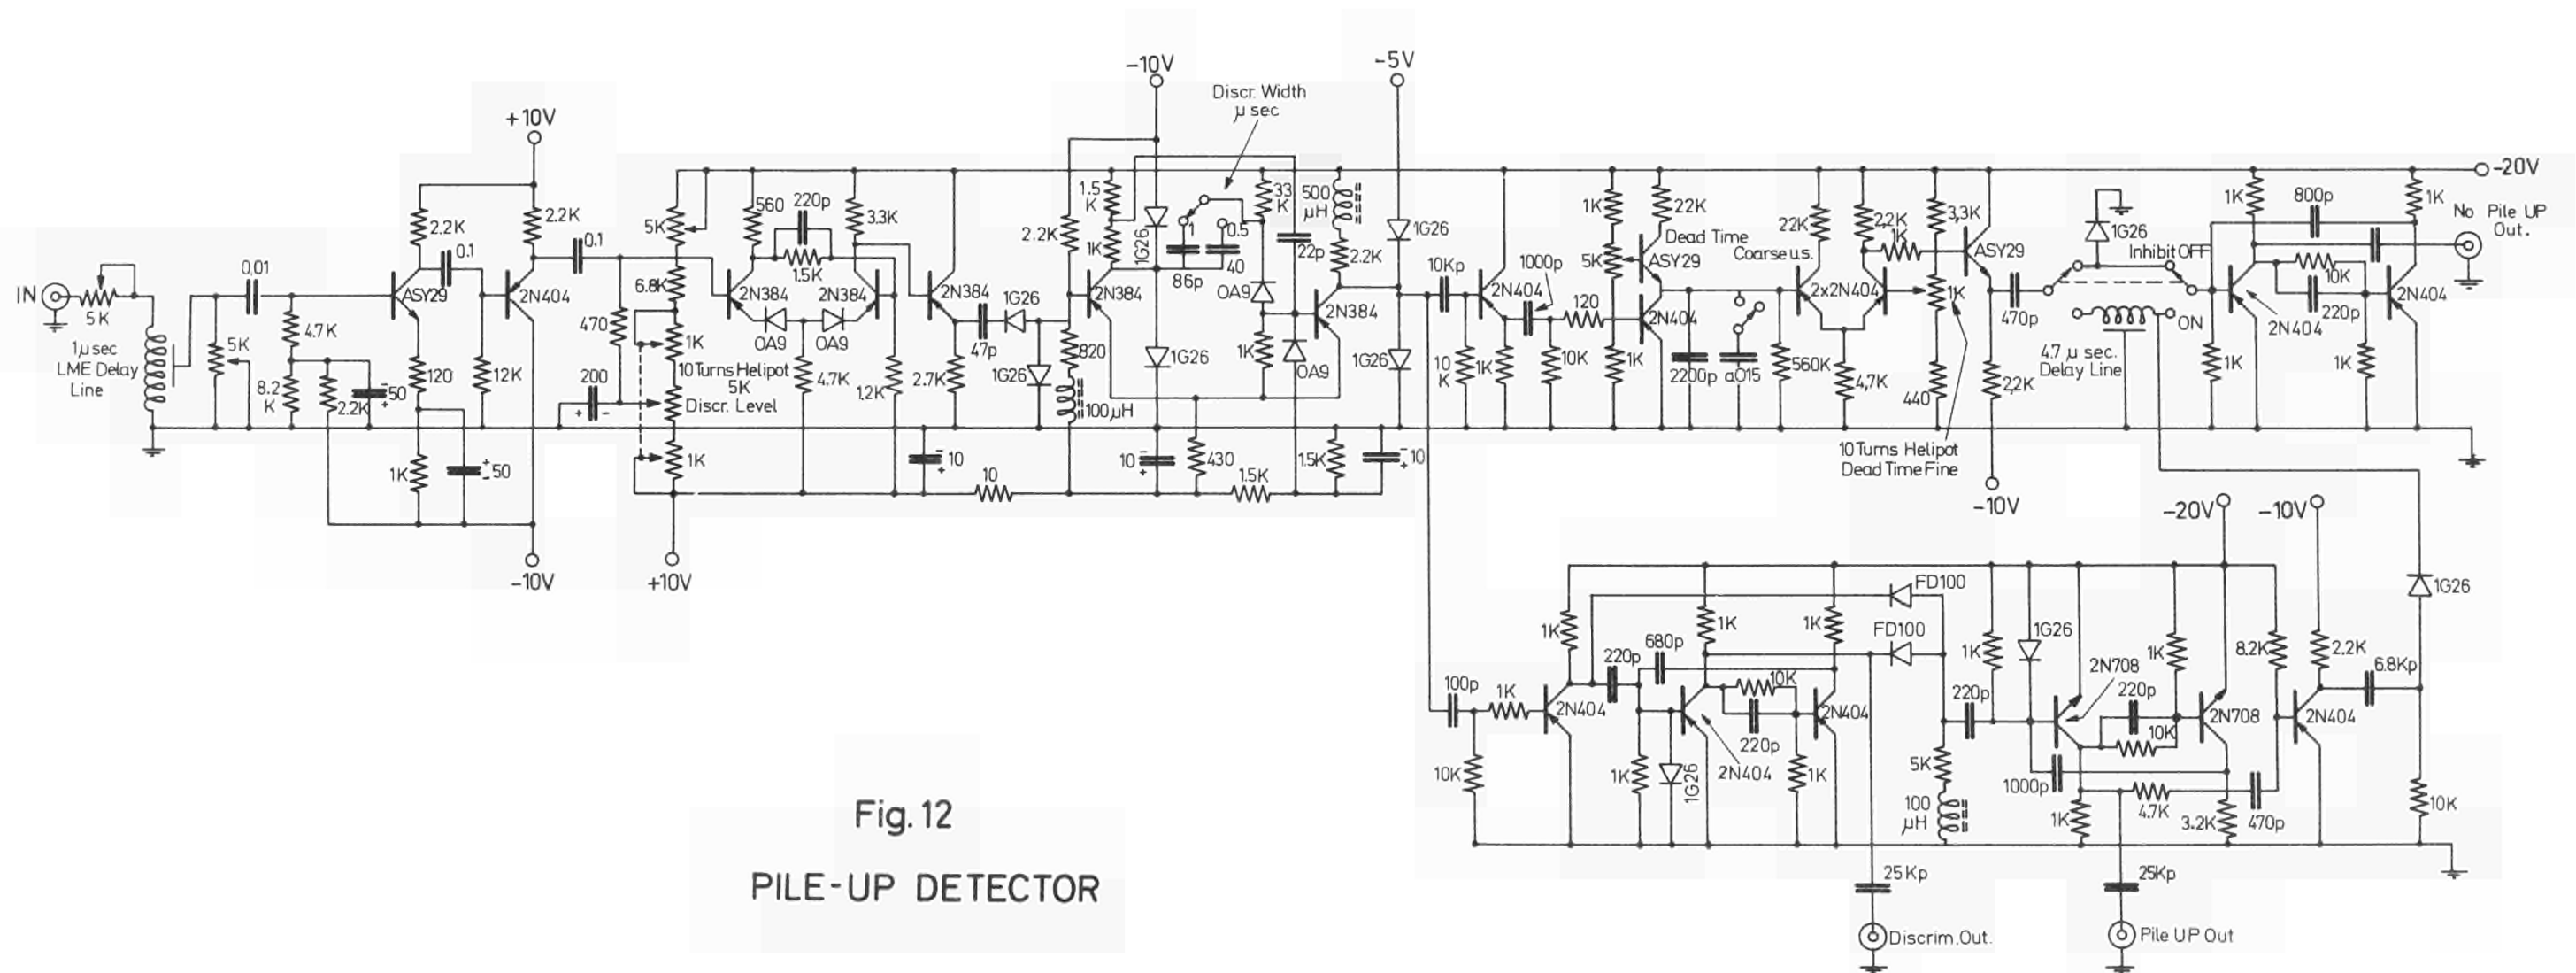 -10V
-5V
Discr. Width
μ sec
+10V
-20V
2.2K
2.2K
0.1
0.1
0.01
IN
5K
ASY29
2N404
1μsec
LME Delay
Line
5K
4.7K
8.2
K
2.2K
50
120
12K
1K
50
-10V
5K
560
220p
3.3K
1.5K
6.8K
2N384
2N384
470
OA9
OA9
1K
10 Turns Helipot
5K
Discr. Level
200
4.7K
1.2K
1K
+10V
2N384
1G26
47p
1G26
2.7K
10
10
2.2K
1.5
K
1K
1G26
1
0.5
86p
40
2N384
820
100μH
1G26
10
430
1.5K
33
K
500
μH
22p
2.2K
OA9
2N384
1K
OA9
1.5K
10
1G26
1G26
10Kp
2N404
1000p
120
10
K
1K
10K
1K
5K
1K
22K
Dead Time
Coarse u.s.
ASY29
2N404
2200p
0.015
560K
22K
2,2K
1K
2x2N404
4,7K
3,3K
1K
440
ASY29
10 Turns Helipot
Dead Time Fine
470p
2,2K
-10V
1G26
Inhibit OFF
ON
4.7 μ sec.
Delay Line
1K
800p
1K
No Pile UP
Out.
10K
220p
2N404
2N404
1K
1K
-20V
-10V
1G26
FD100
FD100
1K
1K
1K
680p
220p
10K
100p
1K
2N404
2N404
220p
2N404
10K
1K
1G26
1K
1K
1G26
2N708
220p
220p
10K
1K
8.2K
2.2K
6.8Kp
2N708
2N404
5K
100
μH
1000p
1K
4.7K
3.2K
470p
10K
25Kp
25Kp
Discrim. Out.
Pile UP Out
Fig. 12
PILE-UP DETECTOR